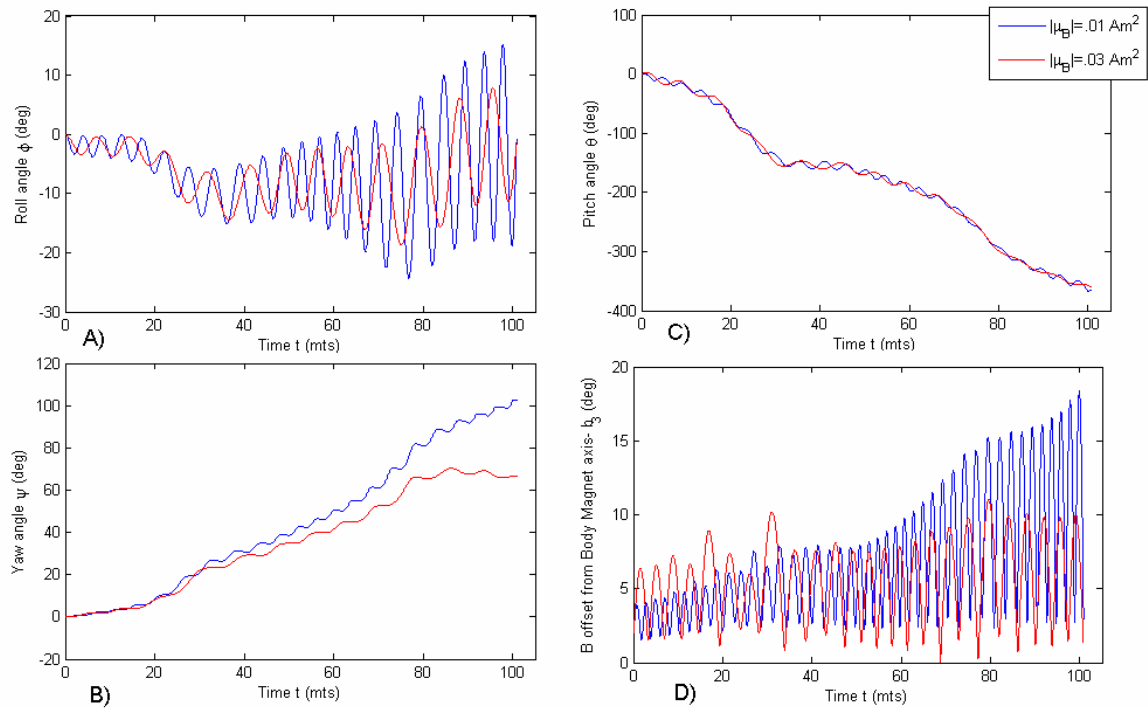 20
10
0
-10
-20
-30
0 20 40 60 80 100
Roll angle ϕ (deg)
Time t (mts)
A)
100
0
-100
-200
-300
-400
0 20 40 60 80 100
Pitch angle θ (deg)
Time t (mts)
C)
|μ_B|=.01 Am²
|μ_B|=.03 Am²
120
100
80
60
40
20
0
-20
0 20 40 60 80 100
Yaw angle ψ (deg)
Time t (mts)
B)
20
15
10
5
0
0 20 40 60 80 100
B offset from Body Magnet axis- b_3 (deg)
Time t (mts)
D)